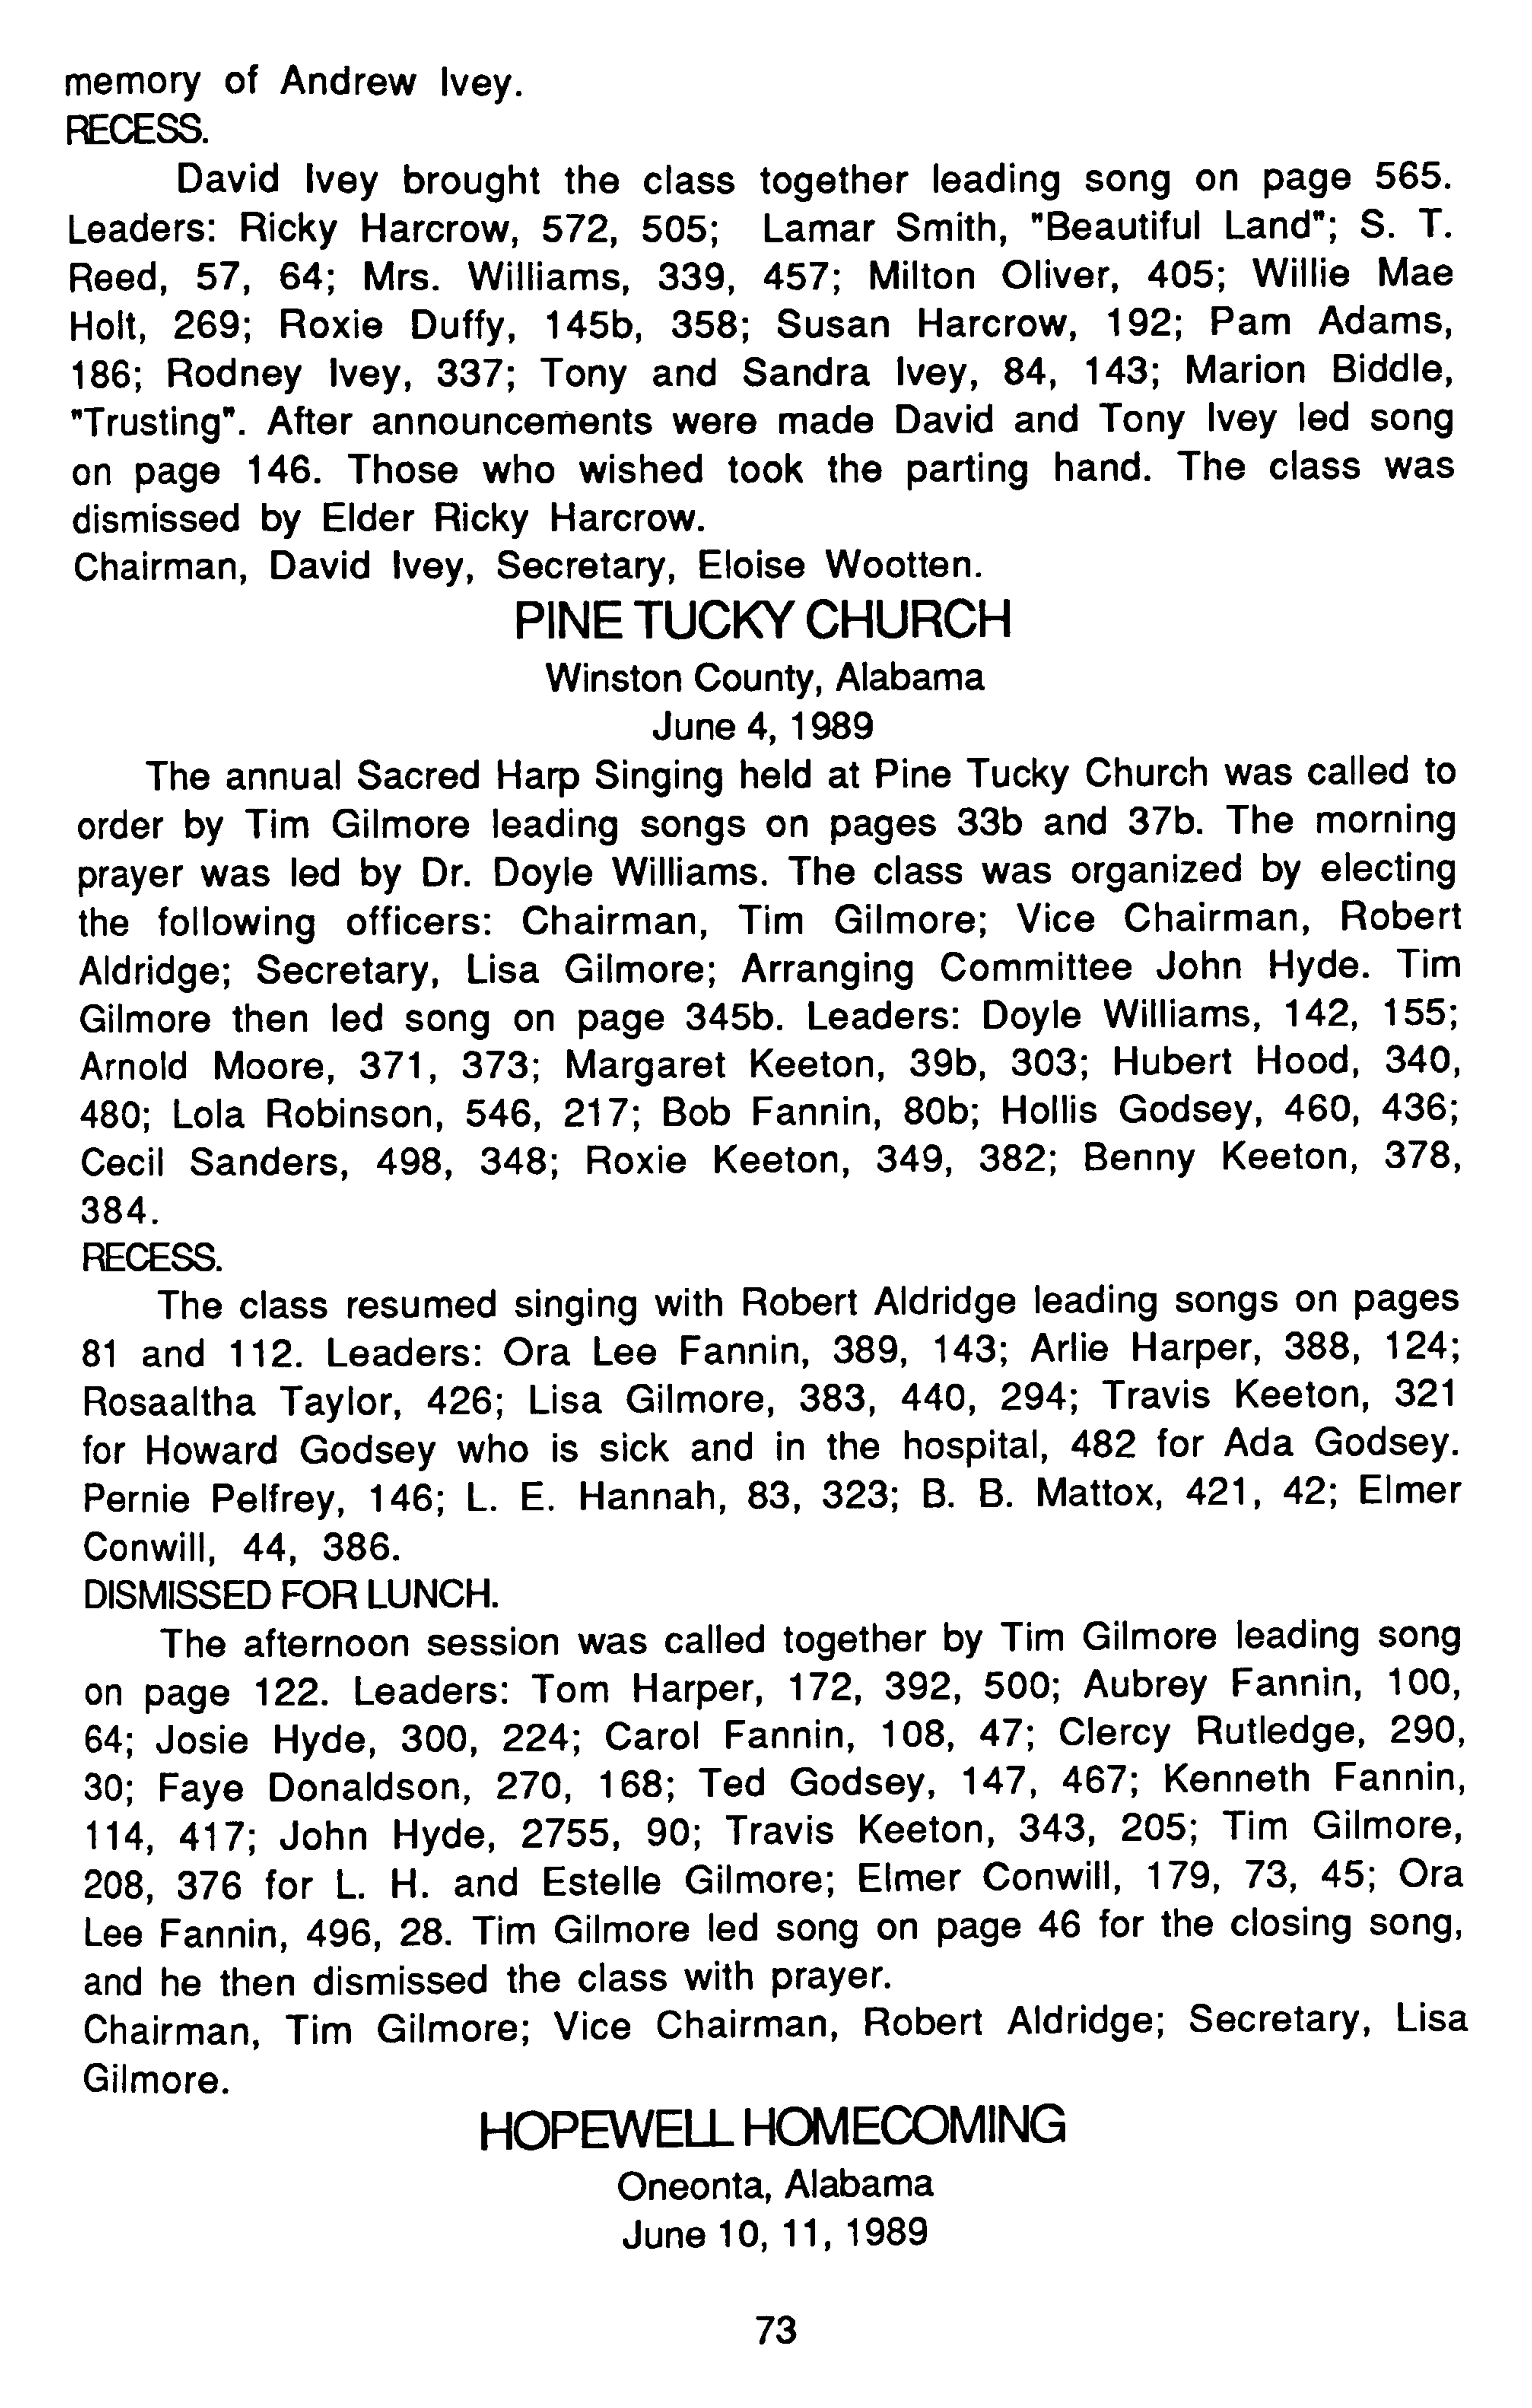 memory of Andrew Ivey.
RECESS.
David Ivey brought the class together leading song on page 565.
Leaders: Ricky Harcrow, 572, 505; Lamar Smith, "Beautiful Land"; S. T.
Reed, 57, 64; Mrs. Williams, 339, 457; Milton Oliver, 405; Willie Mae
Holt, 269; Roxie Duffy, 145b, 358; Susan Harcrow, 192; Pam Adams,
186; Rodney Ivey, 337; Tony and Sandra Ivey, 84, 143; Marion Biddle,
"Trusting". After announcements were made David and Tony Ivey led song
on page 146. Those who wished took the parting hand. The class was
dismissed by Elder Ricky Harcrow.
Chairman, David Ivey, Secretary, Eloise Wootten.
PINE TUCKY CHURCH
Winston County, Alabama
June 4, 1989
The annual Sacred Harp Singing held at Pine Tucky Church was called to
order by Tim Gilmore leading songs on pages 33b and 37b. The morning
prayer was led by Dr. Doyle Williams. The class was organized by electing
the following officers: Chairman, Tim Gilmore; Vice Chairman, Robert
Aldridge; Secretary, Lisa Gilmore; Arranging Committee John Hyde. Tim
Gilmore then led song on page 345b. Leaders: Doyle Williams, 142, 155;
Arnold Moore, 371, 373; Margaret Keeton, 39b, 303; Hubert Hood, 340,
480; Lola Robinson, 546, 217; Bob Fannin, 80b; Hollis Godsey, 460, 436;
Cecil Sanders, 498, 348; Roxie Keeton, 349, 382; Benny Keeton, 378,
384.
RECESS.
The class resumed singing with Robert Aldridge leading songs on pages
81 and 112. Leaders: Ora Lee Fannin, 389, 143; Arlie Harper, 388, 124;
Rosaaltha Taylor, 426; Lisa Gilmore, 383, 440, 294; Travis Keeton, 321
for Howard Godsey who is sick and in the hospital, 482 for Ada Godsey.
Pernie Pelfrey, 146; L. E. Hannah, 83, 323; B. B. Mattox, 421, 42; Elmer
Conwill, 44, 386.
DISMISSED FOR LUNCH.
The afternoon session was called together by Tim Gilmore leading song
on page 122. Leaders: Tom Harper, 172, 392, 500; Aubrey Fannin, 100,
64; Josie Hyde, 300, 224; Carol Fannin, 108, 47; Clercy Rutledge, 290,
30; Faye Donaldson, 270, 168; Ted Godsey, 147, 467; Kenneth Fannin,
114, 417; John Hyde, 2755, 90; Travis Keeton, 343, 205; Tim Gilmore,
208, 376 for L. H. and Estelle Gilmore; Elmer Conwill, 179, 73, 45; Ora
Lee Fannin, 496, 28. Tim Gilmore led song on page 46 for the closing song,
and he then dismissed the class with prayer.
Chairman, Tim Gilmore; Vice Chairman, Robert Aldridge; Secretary, Lisa
Gilmore.
HOPEWELL HOMECOMING
Oneonta, Alabama
June 10, 11, 1989
73